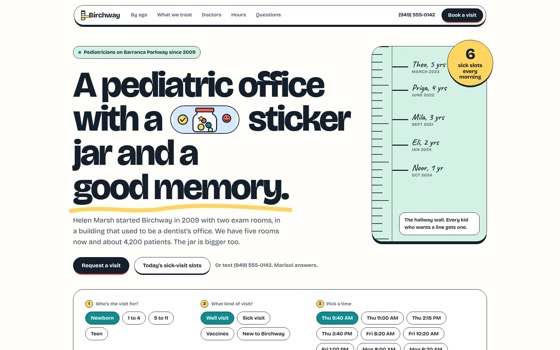 Birchway
By age
What we treat
Doctors
Hours
Questions
(949) 555-0142
Book a visit
Pediatricians on Barranca Parkway since 2009
A pediatric office
with a sticker
jar and a
good memory.
Helen Marsh started Birchway in 2009 with two exam rooms, in
a building that used to be a dentist's office. We have five rooms
now and about 4,200 patients. The jar is bigger too.
Request a visit
Today's sick-visit slots
Or text (949) 555-0142. Marisol answers.
6
sick slots
every
morning
Theo, 5 yrs
MARCH 2023
Priya, 4 yrs
JUNE 2022
Mila, 3 yrs
SEPT 2021
Eli, 2 yrs
JAN 2024
Noor, 1 yr
OCT 2024
The hallway wall. Every kid
who wants a line gets one.
1 Who's the visit for?
Newborn
1 to 4
5 to 11
Teen
2 What kind of visit?
Well visit
Sick visit
Vaccines
New to Birchway
3 Pick a time
Thu 9:40 AM
Thu 11:00 AM
Thu 2:15 PM
Thu 3:40 PM
Fri 8:20 AM
Fri 10:20 AM